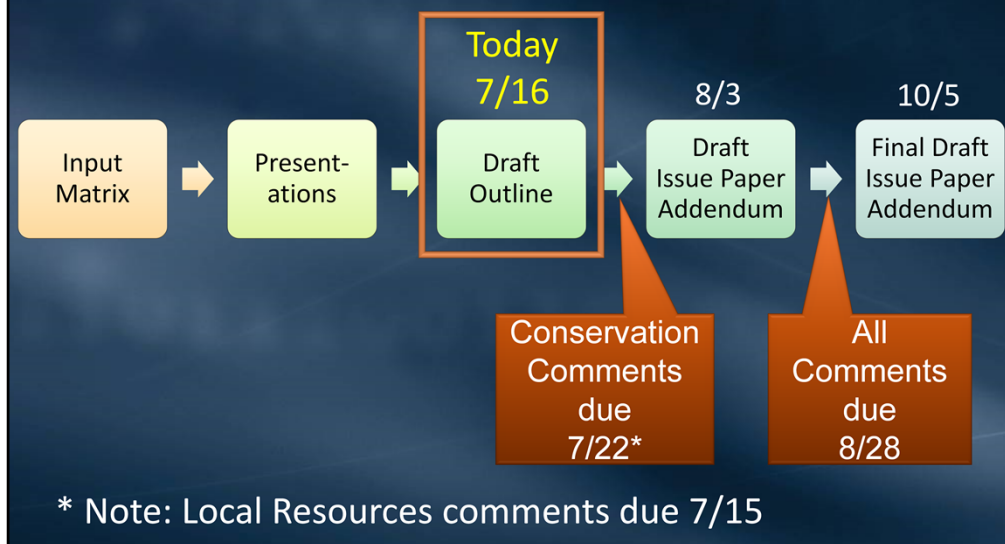 Today
7/16
8/3
10/5
Input
Matrix
Present-
ations
Draft
Outline
Draft
Issue Paper
Addendum
Final Draft
Issue Paper
Addendum
Conservation
Comments
due
7/22*
All
Comments
due
8/28
* Note: Local Resources comments due 7/15